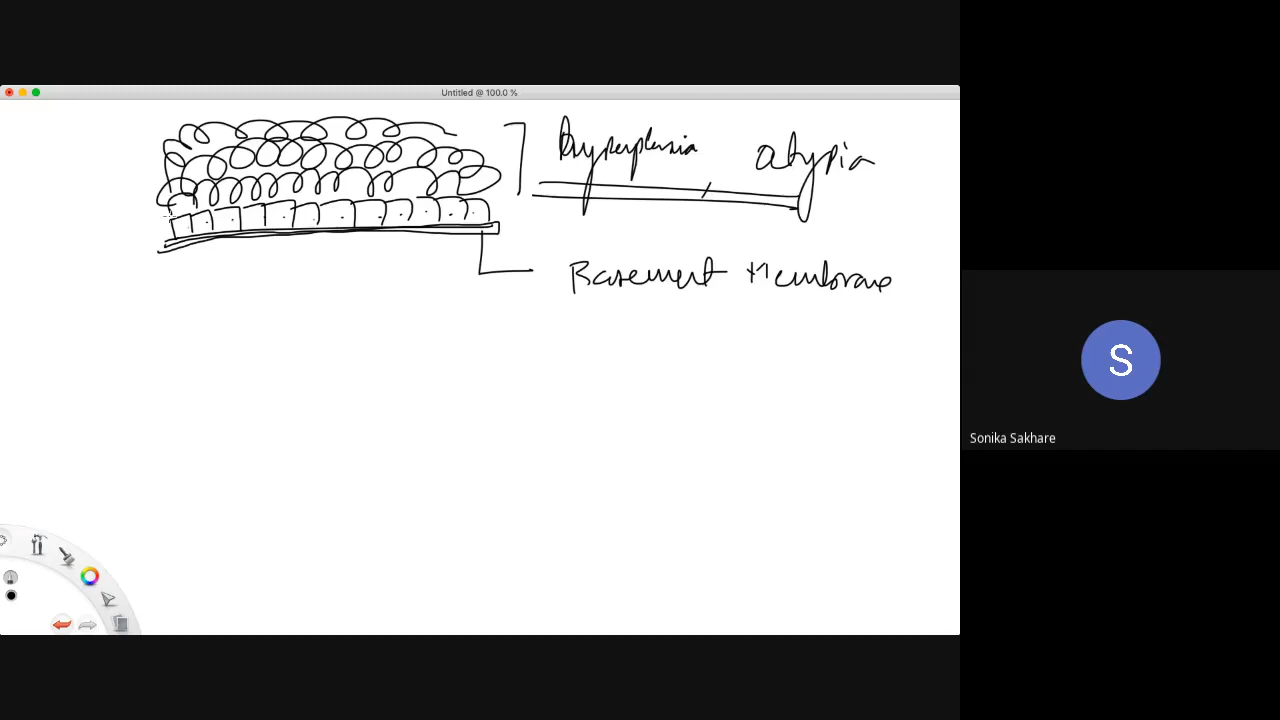 Untitled @ 100.0 %
hyperplasia atypia
Basement Membrane
S
Sonika Sakhare